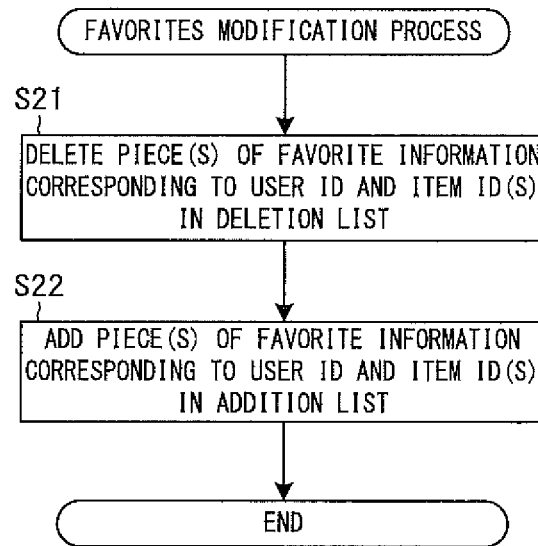 FAVORITES MODIFICATION PROCESS
S21
DELETE PIECE(S) OF FAVORITE INFORMATION
CORRESPONDING TO USER ID AND ITEM ID(S)
IN DELETION LIST
S22
ADD PIECE(S) OF FAVORITE INFORMATION
CORRESPONDING TO USER ID AND ITEM ID(S)
IN ADDITION LIST
END